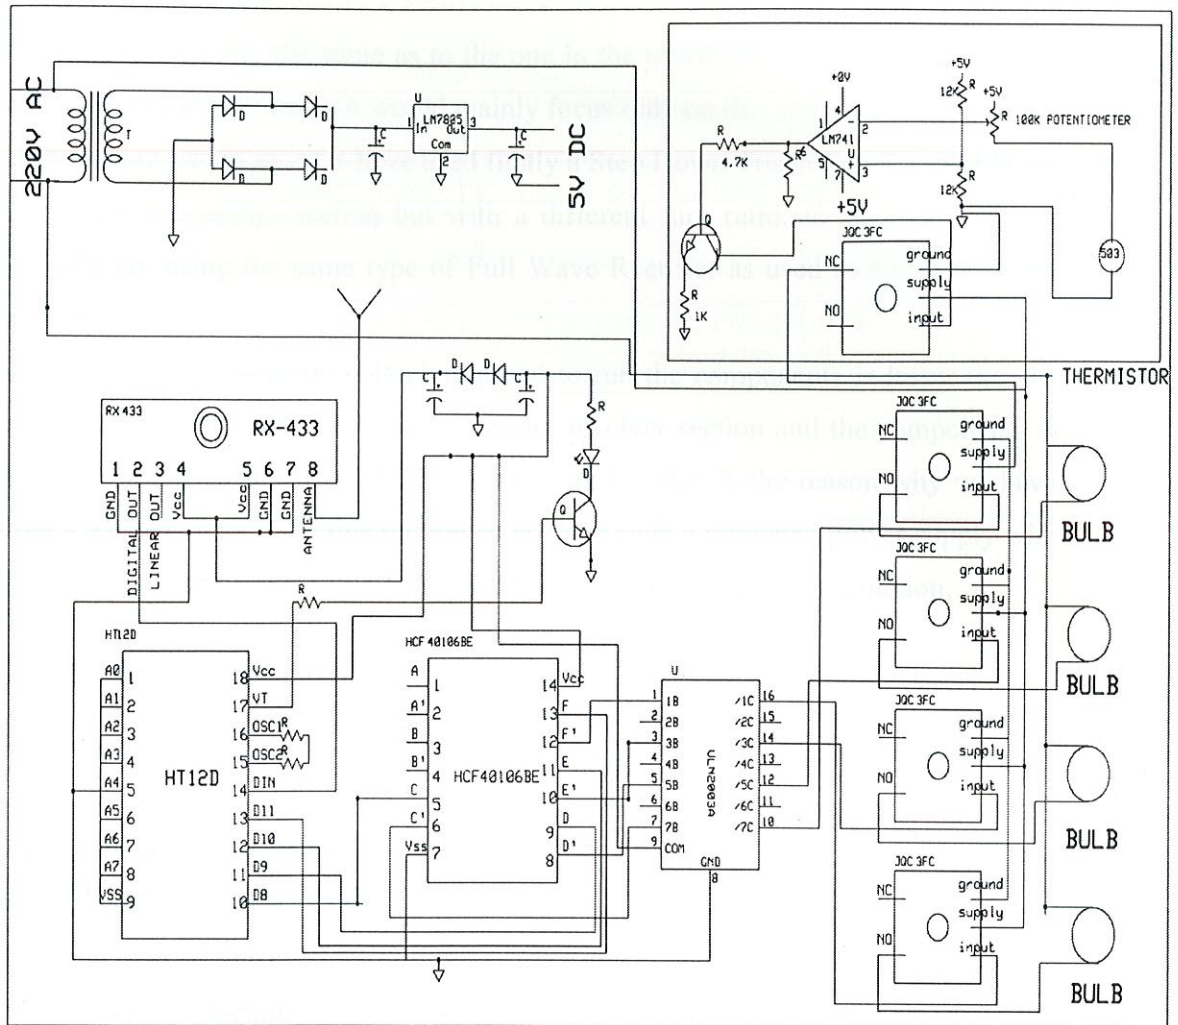 220V AC
T
D
D
D
D
C
U
LM7805
In
Out
Com
1
2
3
C
5V DC
R
4.7K
Q
R
1K
+0V
LM741
U
1
4
2
5
7
3
+5V
+5V
12K
R
+5V
R
100K POTENTIOMETER
R
12K
503
JQC 3FC
NC
NO
ground
supply
input
THERMISTOR
RX 433
RX-433
1 2 3 4 5 6 7 8
GND
DIGITAL OUT
LINEAR OUT
Vcc
Vcc
GND
GND
ANTENNA
C
D
D
C
R
D
Q
R
HT12D
HT12D
A0
A1
A2
A3
A4
A5
A6
A7
VSS
1
2
3
4
5
6
7
8
9
18 Vcc
17 VT
16 OSC1
15 OSC2
14 DIN
13 D11
12 D10
11 D9
10 D8
R
R
HCF 40106BE
HCF40106BE
A
A'
B
B'
C
C'
Vss
1
2
3
4
5
6
7
14 Vcc
13 F
12 F'
11 E
10 E'
9 D
8 D'
U
ULN2003A
1 1B
2 2B
3 3B
4 4B
5 5B
6 6B
7 7B
9 COM
GND
8
/1C 16
/2C 15
/3C 14
/4C 13
/5C 12
/6C 11
/7C 10
JQC 3FC
NC
NO
ground
supply
input
BULB
JQC 3FC
NC
NO
ground
supply
input
BULB
JQC 3FC
NC
NO
ground
supply
input
BULB
JQC 3FC
NC
NO
ground
supply
input
BULB